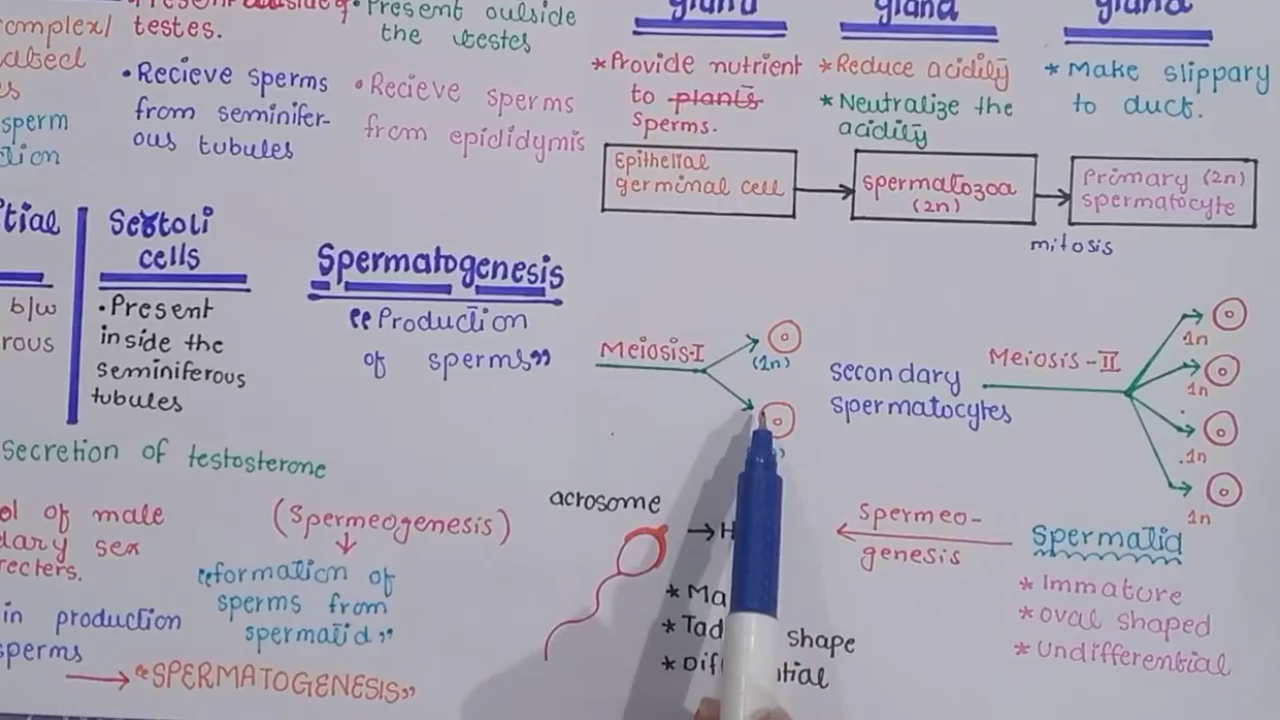 gland
gland
gland
complex/
testes.
• Present outside
the testes
• Recieve sperms
from seminifer-
ous tubules
• Recieve sperms
from epididymis
* Provide nutrient
to plants
sperms.
* Reduce acidity
* Neutralize the
acidity
* Make slippary
to duct.
sperm
Epithelial
germinal cell
spermatozoa
(2n)
Primary (2n)
spermatocyte
mitosis
Sertoli
cells
b/w
• Present
inside the
seminiferous
tubules
Spermatogenesis
"Production
of sperms"
Meiosis-I
(1n)
secondary
spermatocytes
Meiosis-II
1n
1n
1n
1n
Secretion of testosterone
of male
sex
in production
sperms
(Spermeogenesis)
"formation of
sperms from
spermatid"
"SPERMATOGENESIS"
acrosome
shape
Spermeo-
genesis
Spermatid
* Immature
* oval shaped
* Undifferential